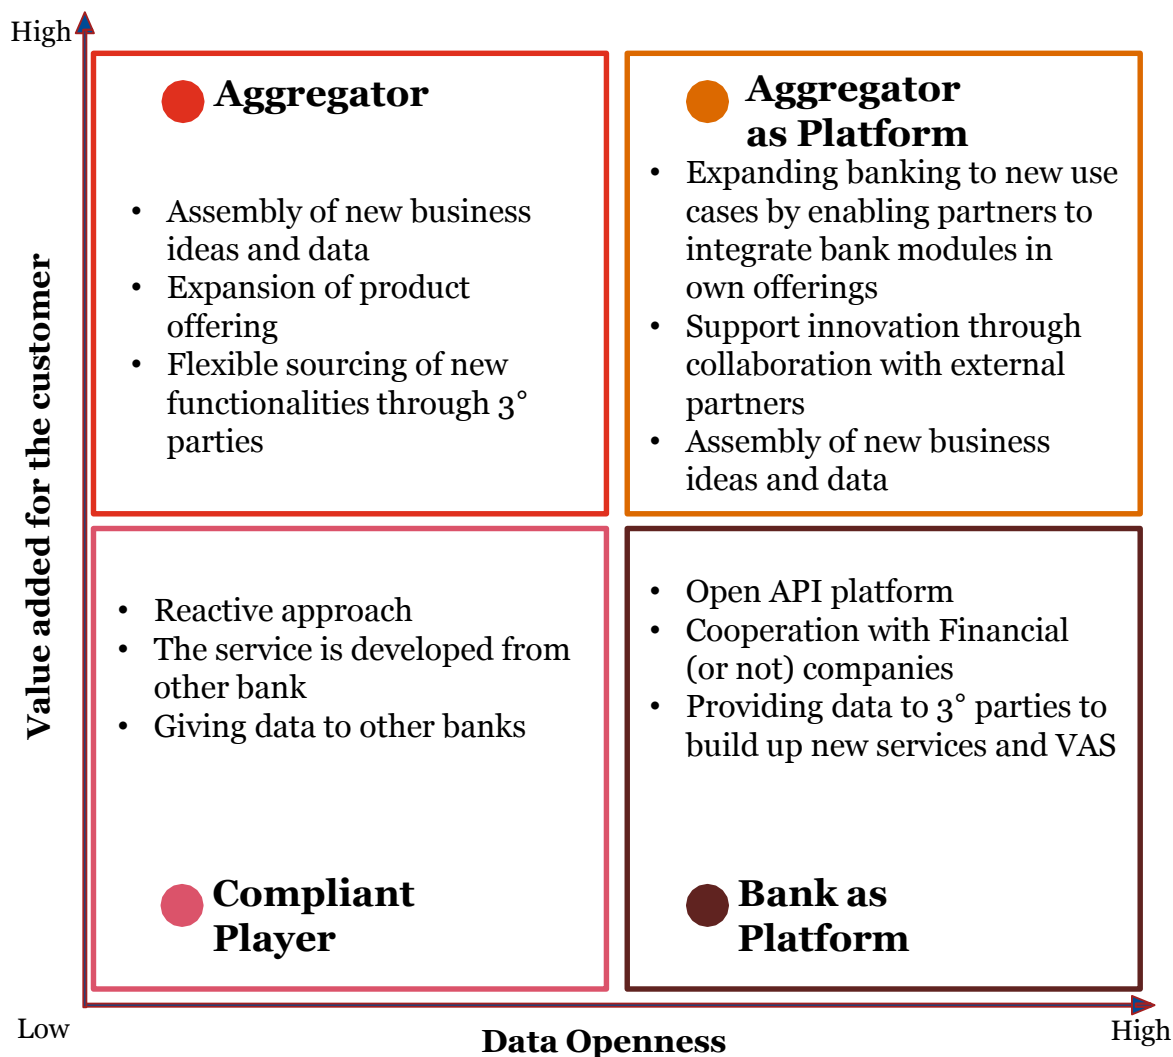 High
Value added for the customer
Aggregator
• Assembly of new business
ideas and data
• Expansion of product
offering
• Flexible sourcing of new
functionalities through 3°
parties
Aggregator
as Platform
• Expanding banking to new use
cases by enabling partners to
integrate bank modules in
own offerings
• Support innovation through
collaboration with external
partners
• Assembly of new business
ideas and data
• Reactive approach
• The service is developed from
other bank
• Giving data to other banks
Compliant
Player
• Open API platform
• Cooperation with Financial
(or not) companies
• Providing data to 3° parties to
build up new services and VAS
Bank as
Platform
Low
Data Openness
High